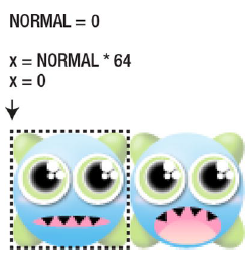 NORMAL = 0
x = NORMAL * 64
x = 0